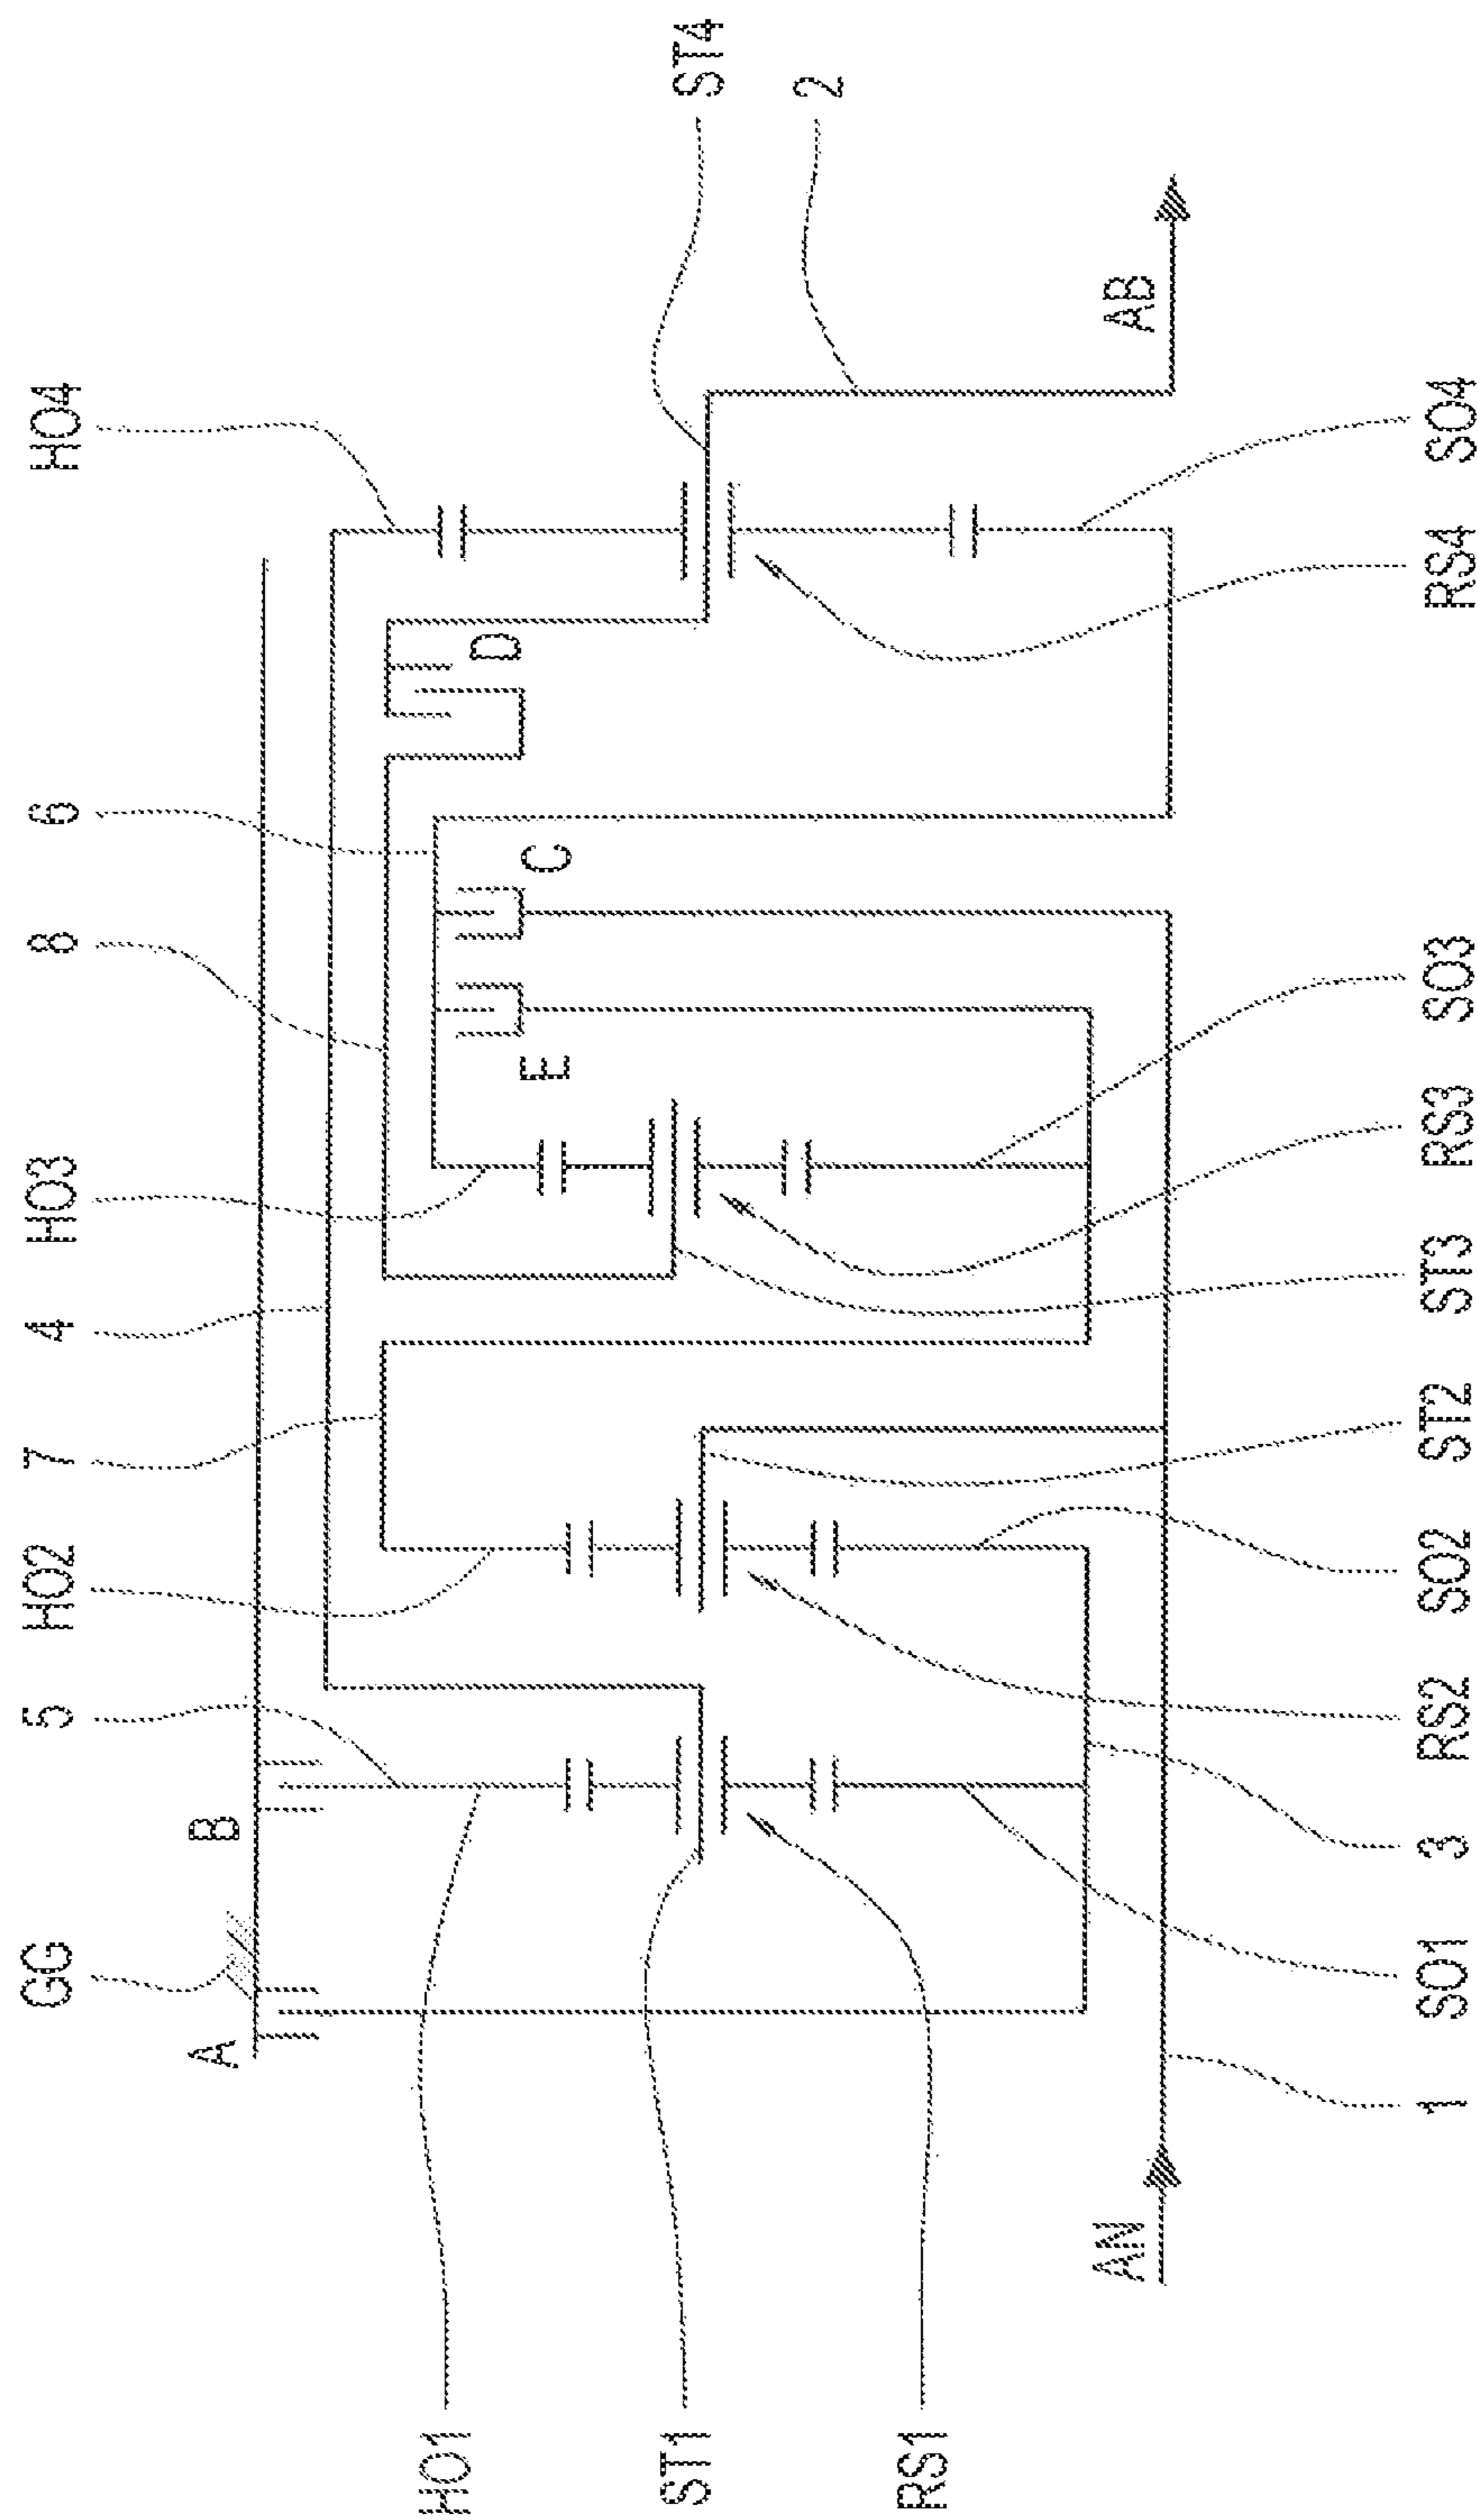 GG
5
HO2
7
4
HO3
8
6
HO4
A
B
E
C
D
ST4
2
HO1
ST1
RS1
AN
AB
1
SO1
3
RS2
SO2
ST2
ST3
RS3
SO3
RS4
SO4